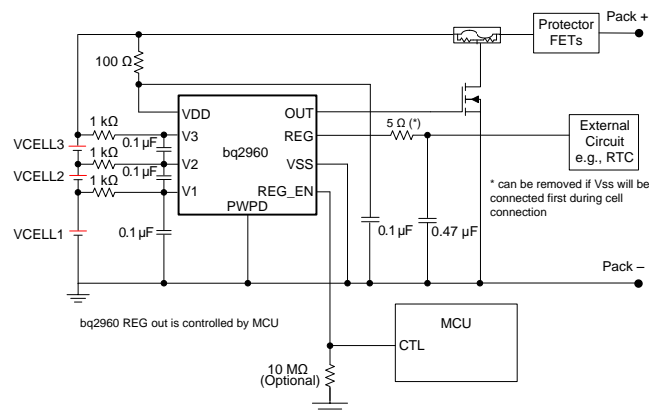 Protector
FETs
Pack +
100 Ω
VDD
OUT
1 kΩ
V3
0.1 µF
REG
5 Ω (*)
VCELL3
bq2960
External
Circuit
e.g., RTC
1 kΩ
V2
VSS
0.1 µF
VCELL2
1 kΩ
V1
REG_EN
PWPD
* can be removed if Vss will be
connected first during cell
connection
VCELL1
0.1 µF
0.1 µF
0.47 µF
Pack –
bq2960 REG out is controlled by MCU
MCU
CTL
10 MΩ
(Optional)